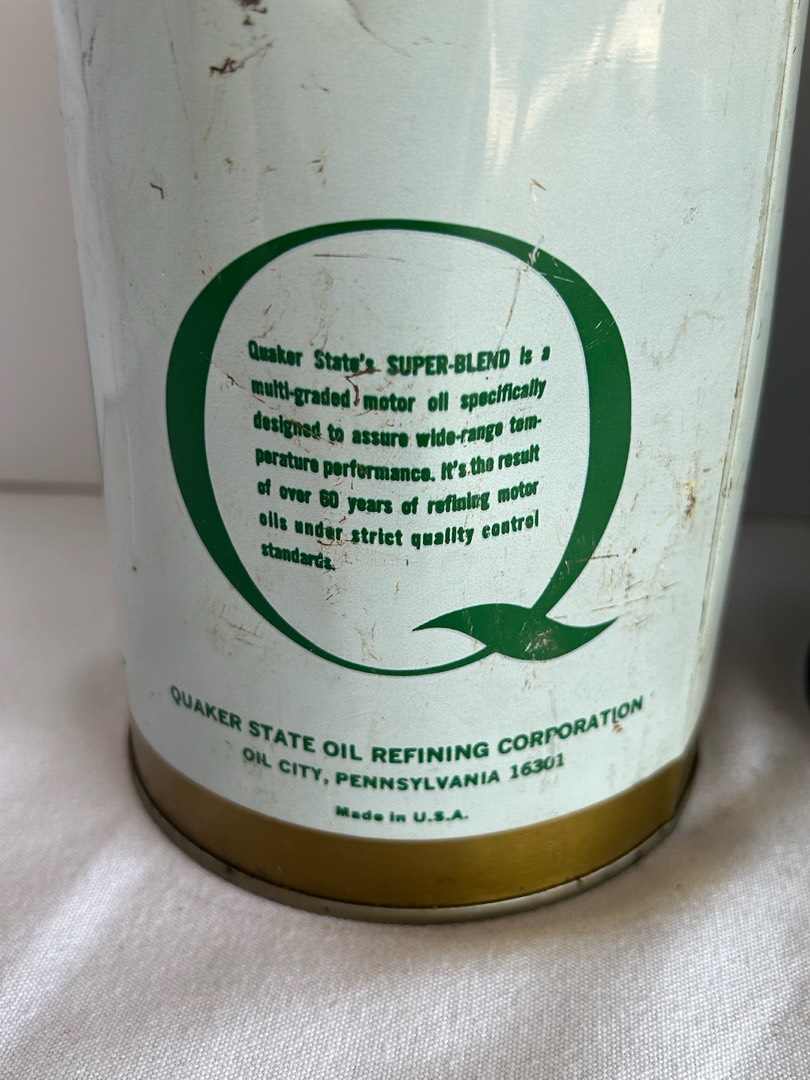 Q
Quaker State's SUPER-BLEND is a
multi-graded motor oil specifically
designed to assure wide-range tem-
perature performance. It's the result
of over 60 years of refining motor
oils under strict quality control
standards.
QUAKER STATE OIL REFINING CORPORATION
OIL CITY, PENNSYLVANIA 16301
Made in U.S.A.